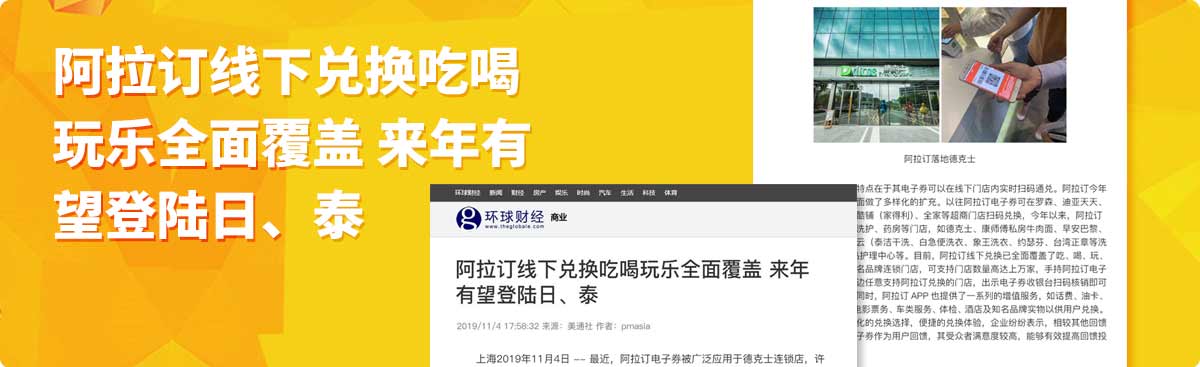 阿拉订线下兑换吃喝
玩乐全面覆盖 来年有
望登陆日、泰
环球财经 新闻 财经 房产 娱乐 时尚 汽车 生活 科技 体育
环球财经 商业
www.theglobale.com
阿拉订线下兑换吃喝玩乐全面覆盖 来年
有望登陆日、泰
2019/11/4 17:58:32 来源：美通社 作者：prnasia
上海2019年11月4日 -- 最近，阿拉订电子券被广泛应用于德克士连锁店，许
阿拉订落地德克士
特点在于其电子券可以在线下门店内实时扫码通兑。阿拉订今年
面做了多样化的扩充。以往阿拉订电子券可在罗森、迪亚天天、
酷铺（家得利）、全家等超商门店扫码兑换，今年以来，阿拉订
洗护、药房等门店，如德克士、康师傅私房牛肉面、早安巴黎、
云（泰洁干洗、白急便洗衣、象王洗衣、约瑟芬、台湾正章等洗
护理中心等。目前，阿拉订线下兑换已全面覆盖了吃、喝、玩、
名品牌连锁门店，可支持门店数量高达上万家，手持阿拉订电子
边任意支持阿拉订兑换的门店，出示电子券收银台扫码核销即可
同时，阿拉订 APP 也提供了一系列的增值服务，如话费、油卡、
电影票务、车类服务、体检、酒店及知名品牌实物以供用户兑换。
化的兑换选择，便捷的兑换体验，企业纷纷表示，相较其他回馈
子券作为用户回馈，其受众者满意度较高，能够有效提高回馈投